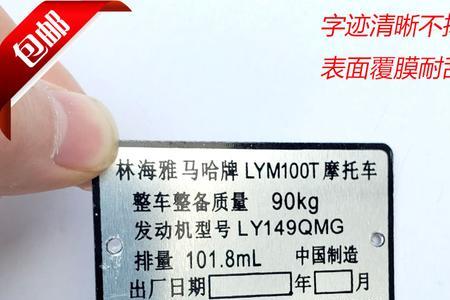 包邮
字迹清晰不
表面覆膜耐刮
林海雅马哈牌 LYM100T 摩托车
整车整备质量 90kg
发动机型号 LY149QMG
排量 101.8mL 中国制造
出厂日期 年 月